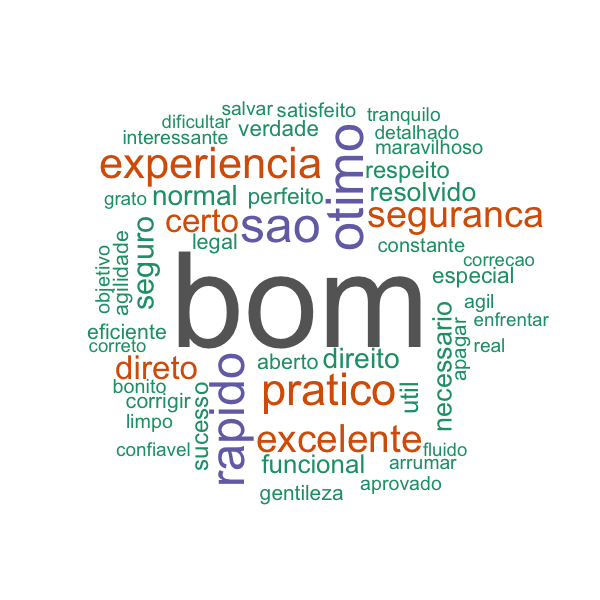 salvar
satisfeito
tranquilo
dificultar
verdade
detalhado
interessante
maravilhoso
experiencia
otimo
respeito
grato
normal
perfeito
resolvido
certo
sao
seguranca
legal
constante
seguro
objetivo
agilidade
correcao
especial
bom
agil
enfrentar
eficiente
correto
necessario
apagar
real
direto
rapido
aberto
direito
bonito
pratico
util
corrigir
sucesso
limpo
confiavel
excelente
fluido
funcional
arrumar
gentileza
aprovado